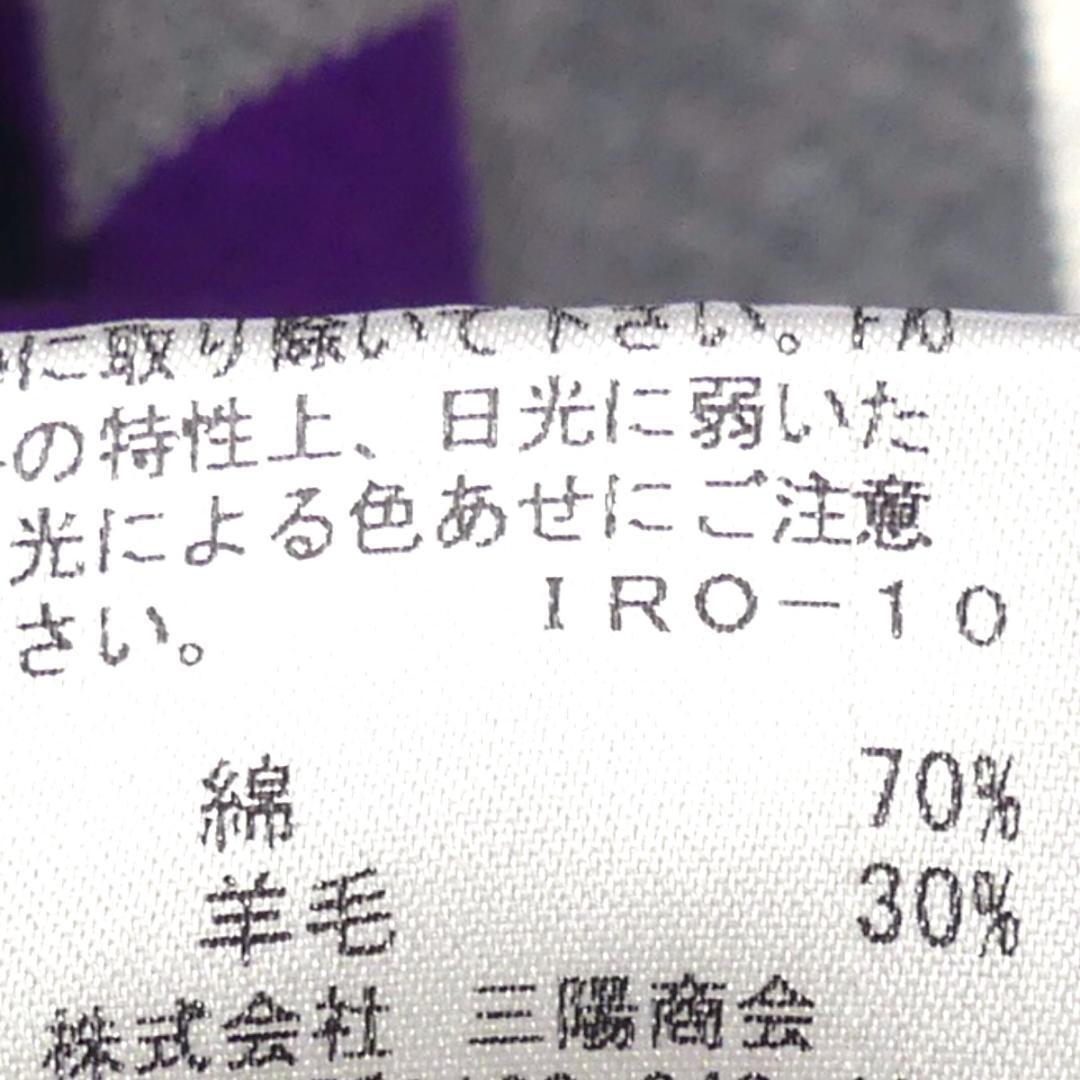 に取り除いて下さい。
の特性上、日光に弱いた
光による色あせにご注意
さい。 IRO-10
綿 70%
羊毛 30%
株式会社 三陽商会